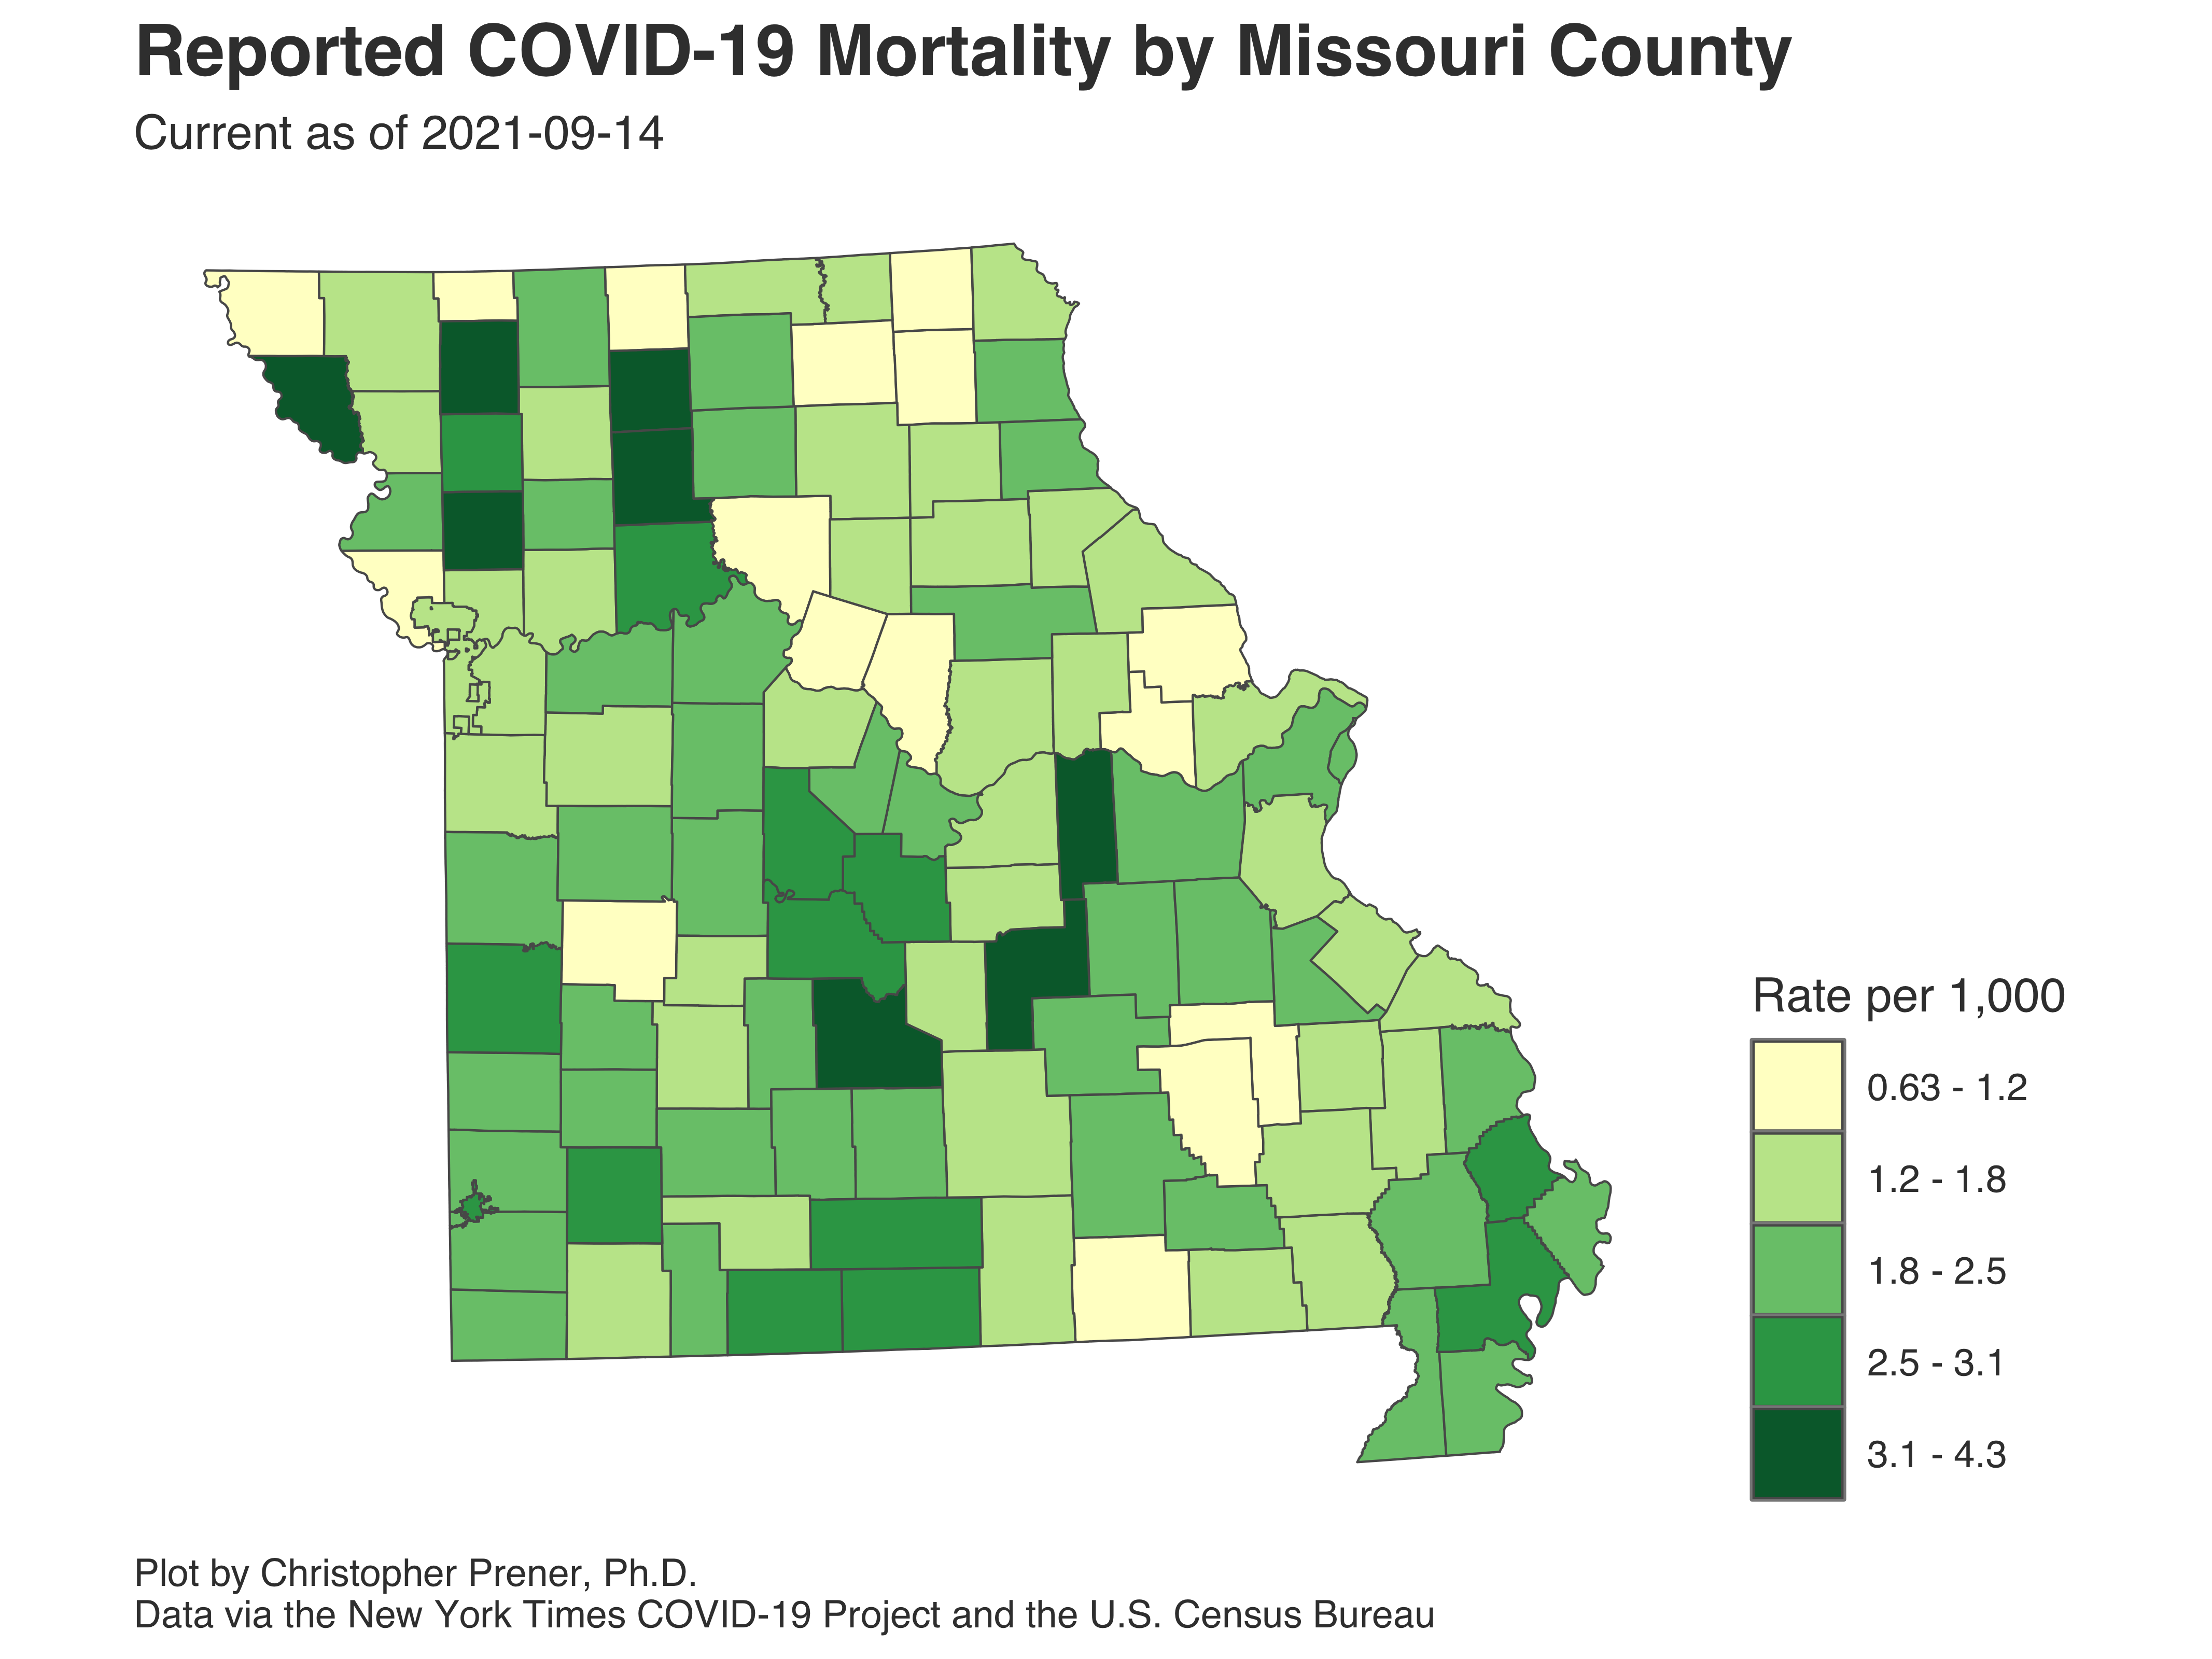 Reported COVID-19 Mortality by Missouri County
Current as of 2021-09-14
Rate per 1,000
0.63 - 1.2
1.2 - 1.8
1.8 - 2.5
2.5 - 3.1
3.1 - 4.3
Plot by Christopher Prener, Ph.D.
Data via the New York Times COVID-19 Project and the U.S. Census Bureau